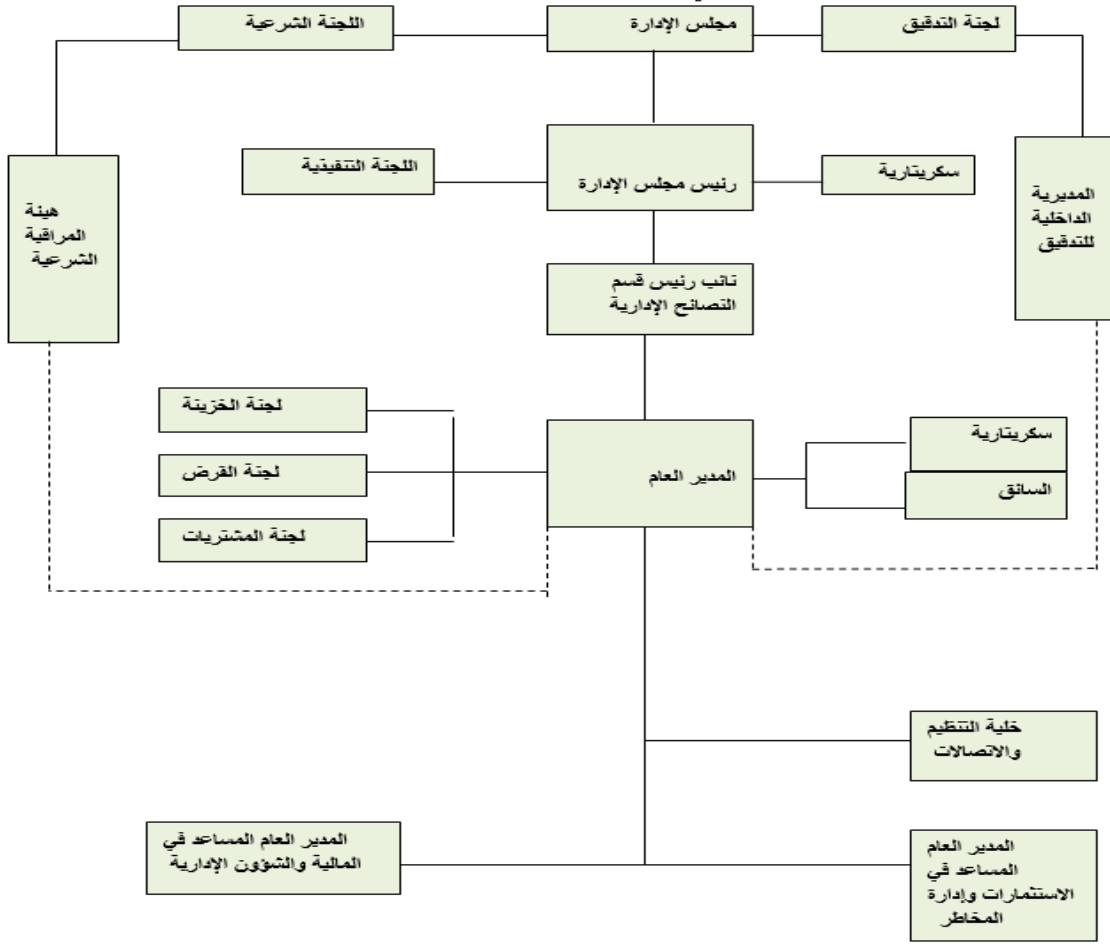 لجنة التدقيق
مجلس الإدارة
اللجنة الشرعية
سكريتارية
رئيس مجلس الإدارة
اللجنة التنفيذية
المديرية
الداخلية
للتدقيق
هيئة
المراقبة
الشرعية
نائب رئيس قسم
النصائح الإدارية
سكريتارية
السائق
المدير العام
لجنة الخزينة
لجنة القرض
لجنة المشتريات
خلية التنظيم
والاتصالات
المدير العام
المساعد في
الاستثمارات وإدارة
المخاطر
المدير العام المساعد في
المالية والشؤون الإدارية